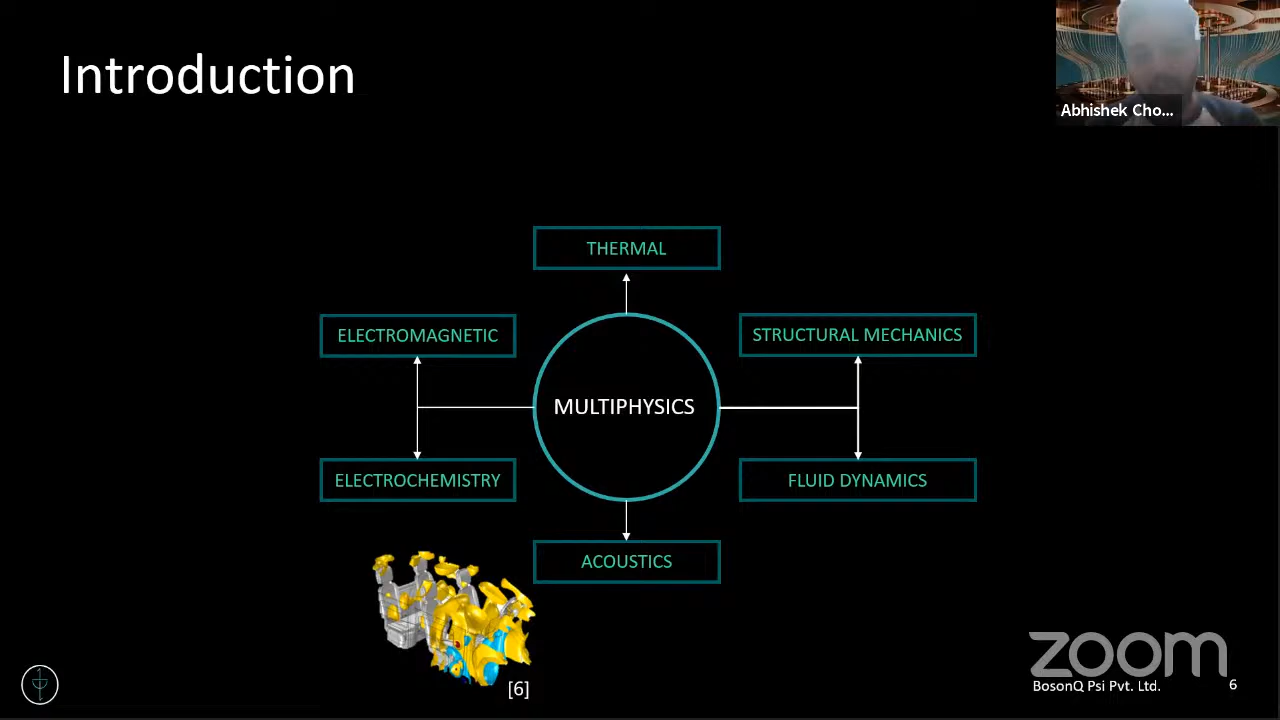 Introduction
Abhishek Cho...
THERMAL
ELECTROMAGNETIC
STRUCTURAL MECHANICS
MULTIPHYSICS
ELECTROCHEMISTRY
FLUID DYNAMICS
ACOUSTICS
[6]
zoom
BosonQ Psi Pvt. Ltd.
6